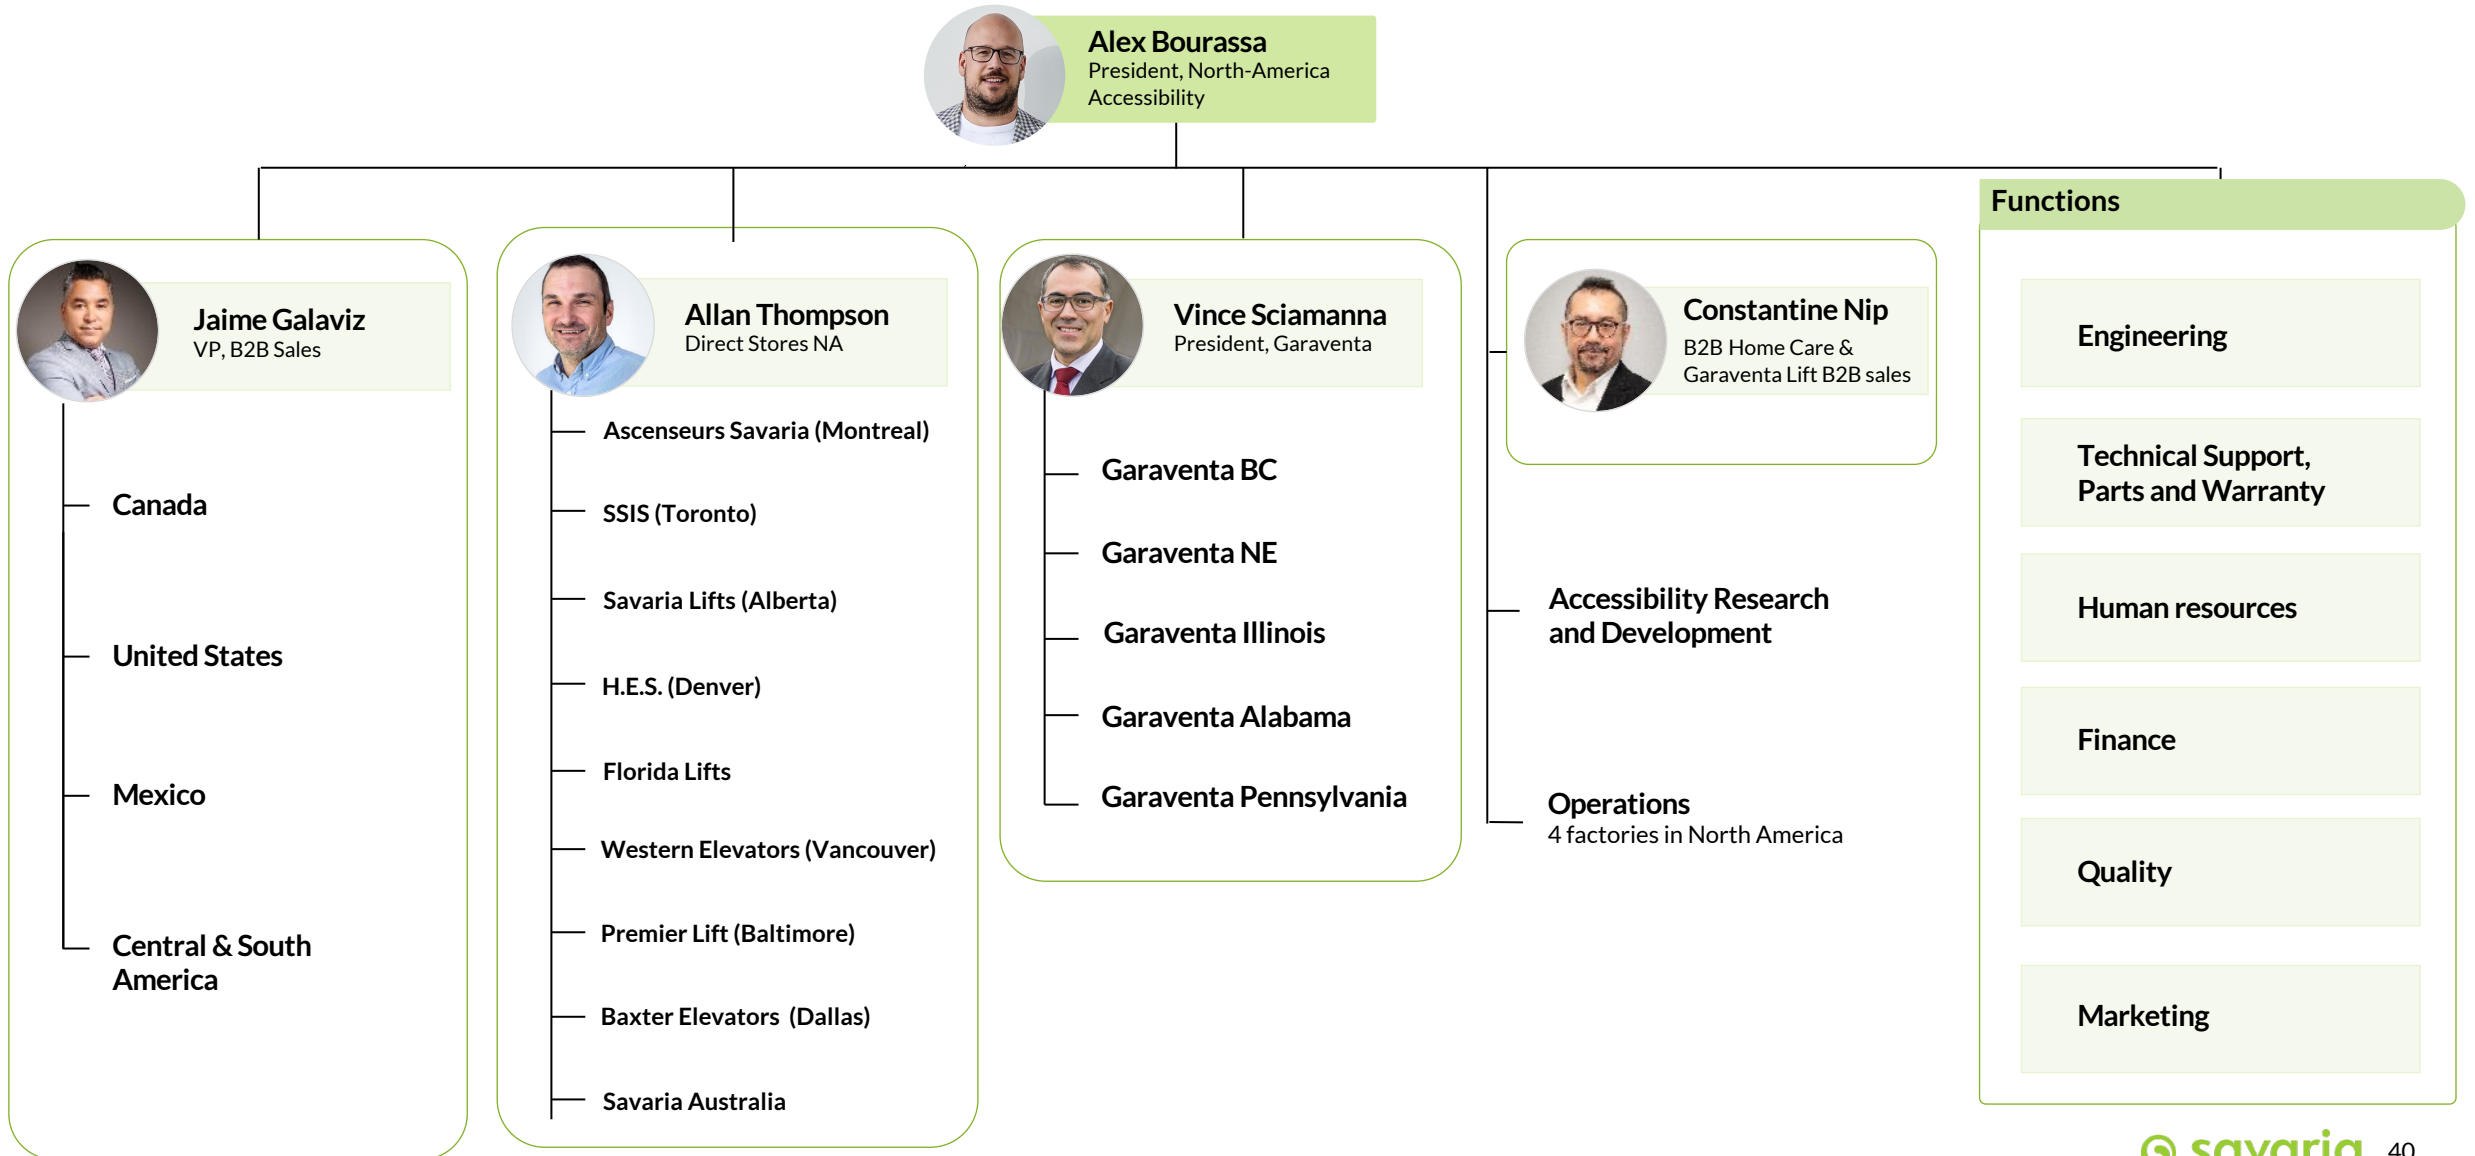 Alex Bourassa
President, North-America
Accessibility
Jaime Galaviz
VP, B2B Sales
Canada
United States
Mexico
Central & South
America
Allan Thompson
Direct Stores NA
Ascenseurs Savaria (Montreal)
SSIS (Toronto)
Savaria Lifts (Alberta)
H.E.S. (Denver)
Florida Lifts
Western Elevators (Vancouver)
Premier Lift (Baltimore)
Baxter Elevators (Dallas)
Savaria Australia
Vince Sciamanna
President, Garaventa
Garaventa BC
Garaventa NE
Garaventa Illinois
Garaventa Alabama
Garaventa Pennsylvania
Constantine Nip
B2B Home Care &
Garaventa Lift B2B sales
Accessibility Research
and Development
Operations
4 factories in North America
Functions
Engineering
Technical Support,
Parts and Warranty
Human resources
Finance
Quality
Marketing
savaria
40